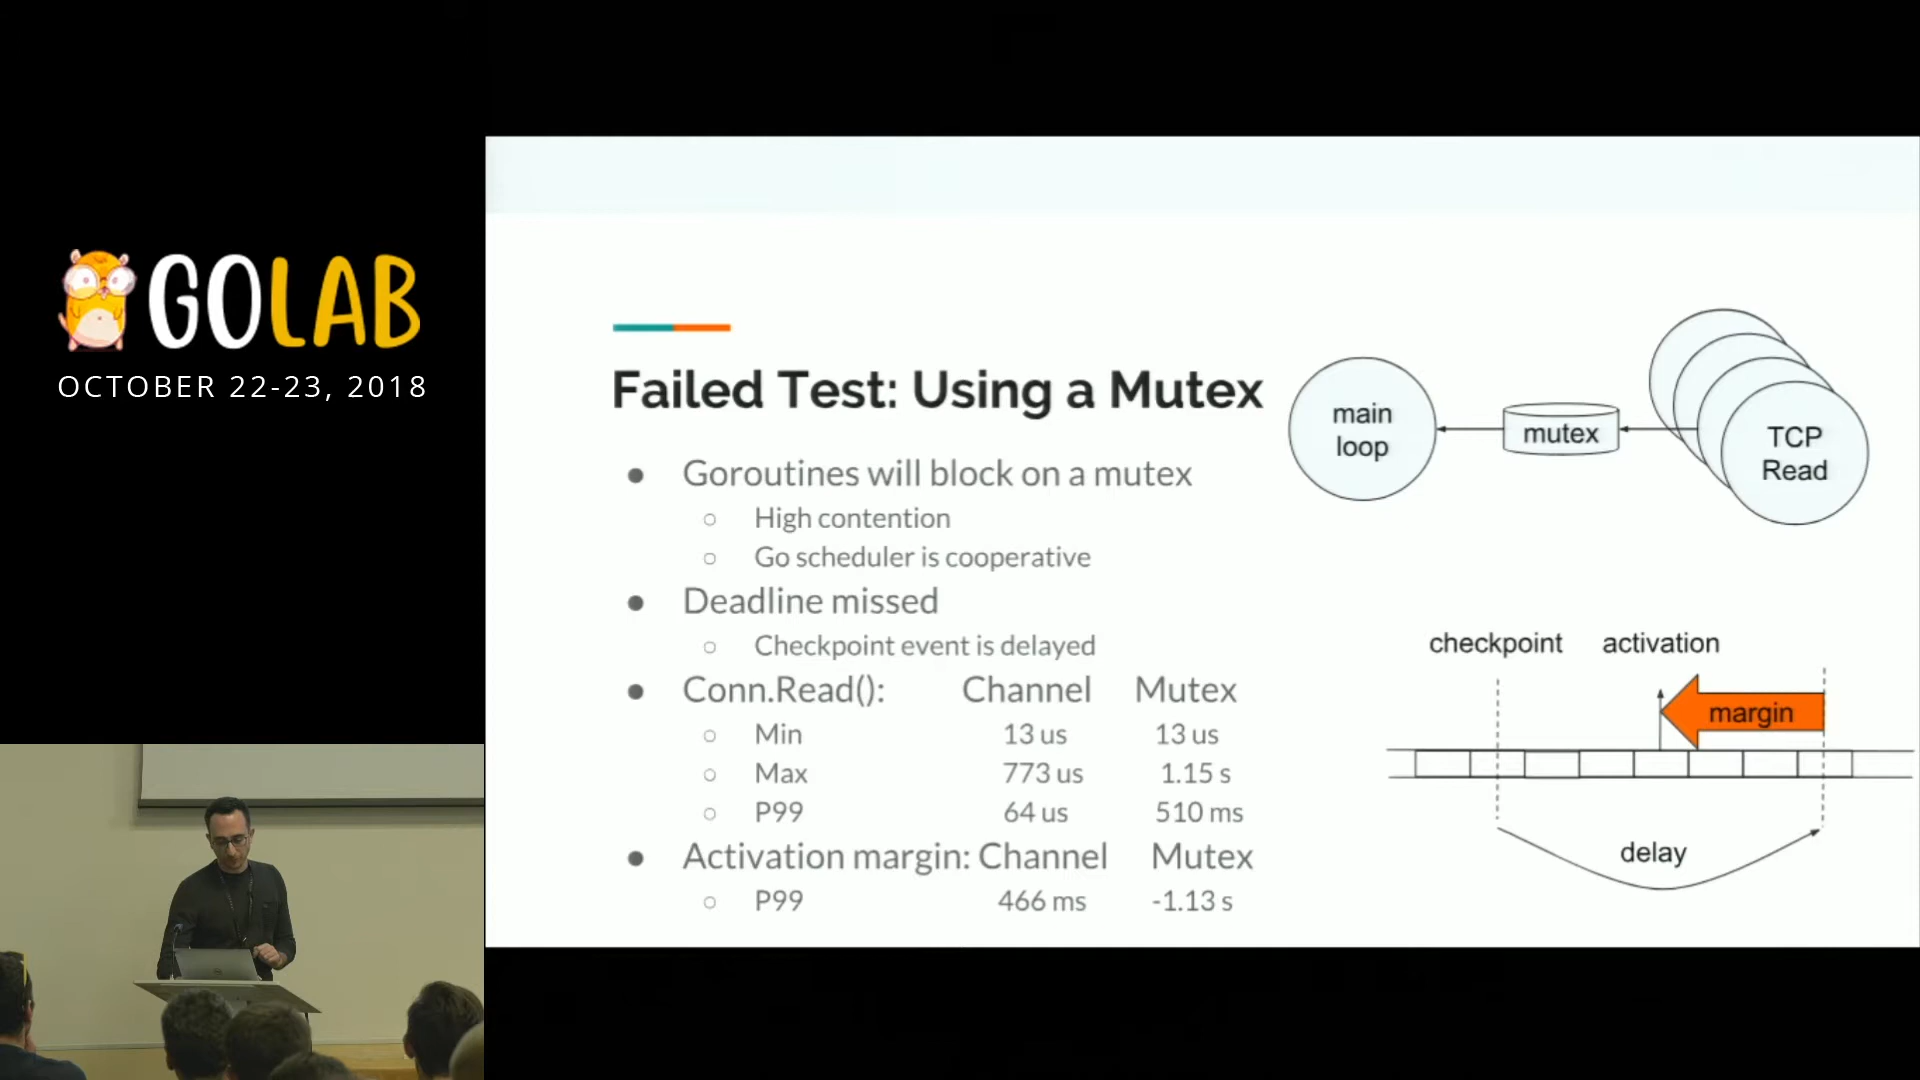 GOLAB
OCTOBER 22-23, 2018
Failed Test: Using a Mutex
● Goroutines will block on a mutex
○ High contention
○ Go scheduler is cooperative
● Deadline missed
○ Checkpoint event is delayed
● Conn.Read(): Channel Mutex
○ Min 13 us 13 us
○ Max 773 us 1.15 s
○ P99 64 us 510 ms
● Activation margin: Channel Mutex
○ P99 466 ms -1.13 s
main
loop
mutex
TCP
Read
checkpoint activation
margin
delay